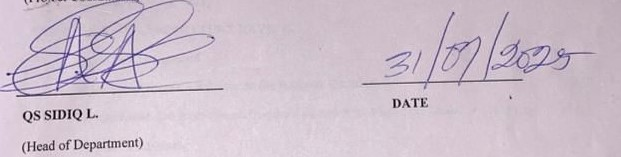 31/07/2025
QS SIDIQ L.
DATE
(Head of Department)